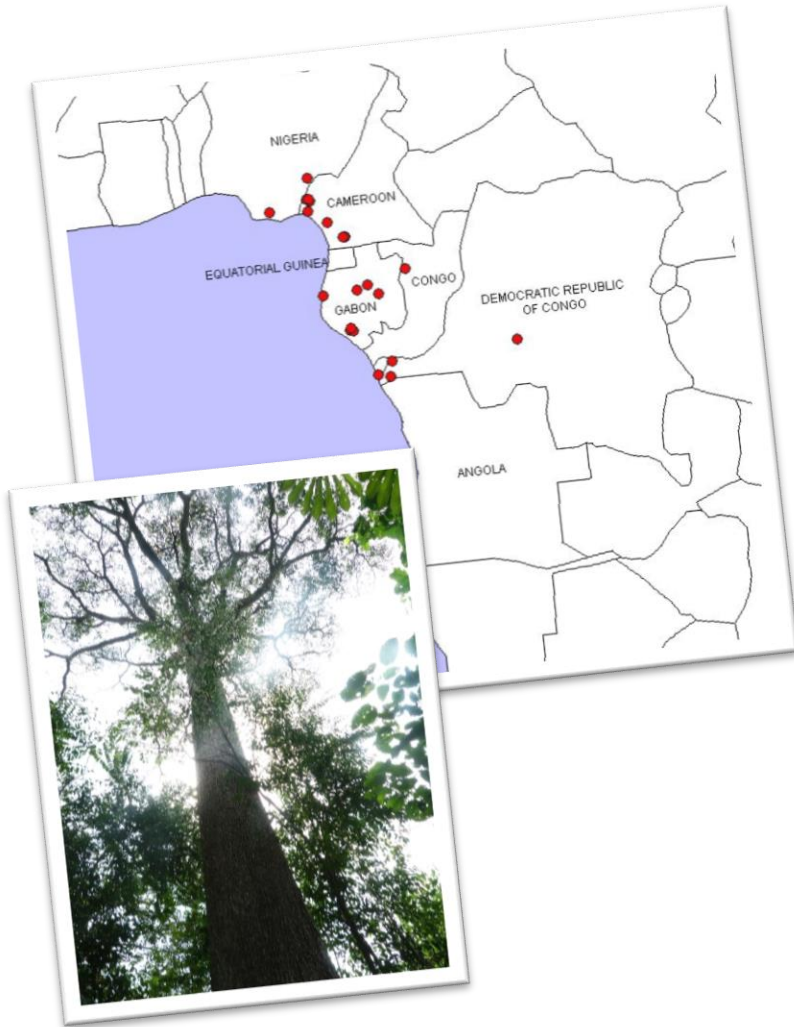 NIGERIA
CAMEROON
EQUATORIAL GUINEA
CONGO
GABON
DEMOCRATIC REPUBLIC
OF CONGO
ANGOLA